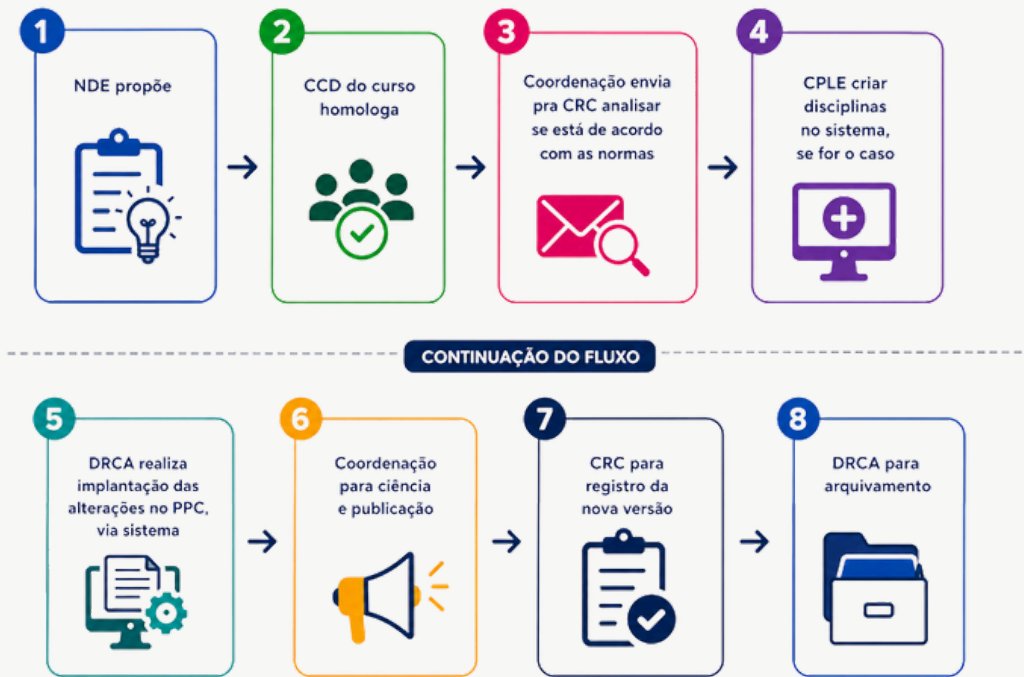 1
NDE propõe
2
CCD do curso
homologa
3
Coordenação envia
pra CRC analisar
se está de acordo
com as normas
4
CPLE criar
disciplinas
no sistema,
se for o caso
CONTINUAÇÃO DO FLUXO
5
DRCA realiza
implantação das
alterações no PPC,
via sistema
6
Coordenação
para ciência
e publicação
7
CRC para
registro da
nova versão
8
DRCA para
arquivamento